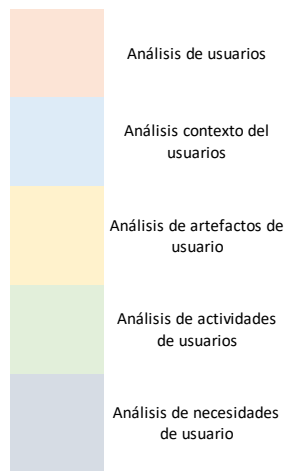 Análisis de usuarios
Análisis contexto del
usuarios
Análisis de artefactos de
usuario
Análisis de actividades
de usuarios
Análisis de necesidades
de usuario